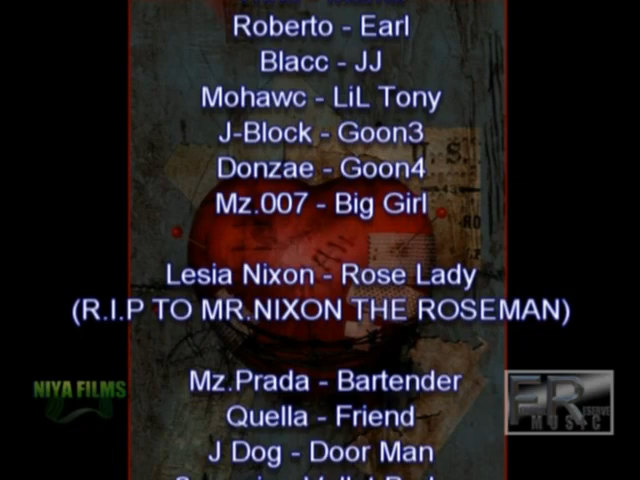 Roberto - Earl
Blacc - JJ
Mohawc - LiL Tony
J-Block - Goon3
Donzae - Goon4
Mz.007 - Big Girl
Lesia Nixon - Rose Lady
(R.I.P TO MR.NIXON THE ROSEMAN)
Mz.Prada - Bartender
Quella - Friend
J Dog - Door Man
NIYA FILMS
MUSIC